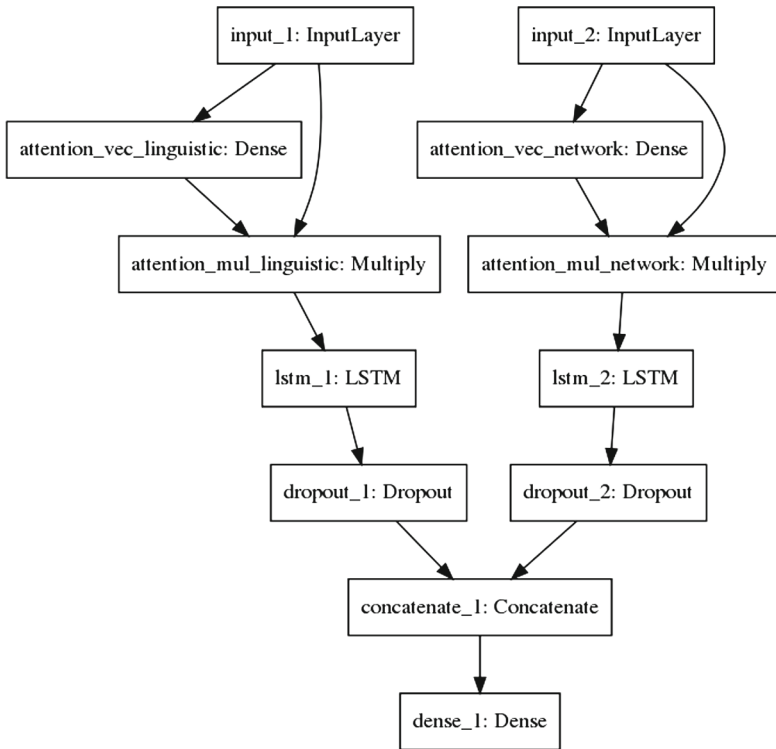 input_1: InputLayer
input_2: InputLayer
attention_vec_linguistic: Dense
attention_vec_network: Dense
attention_mul_linguistic: Multiply
attention_mul_network: Multiply
lstm_1: LSTM
lstm_2: LSTM
dropout_1: Dropout
dropout_2: Dropout
concatenate_1: Concatenate
dense_1: Dense